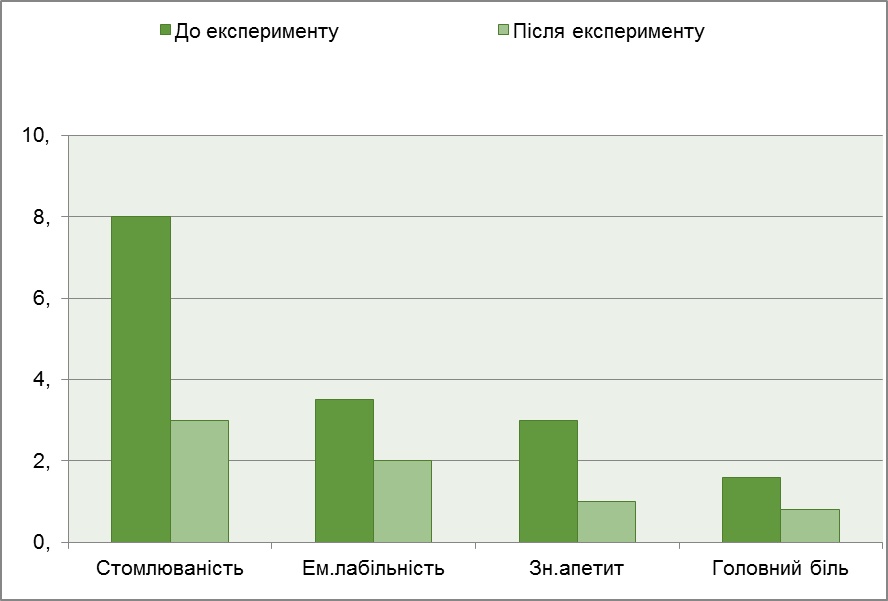 До експерименту
Після експерименту
10,
8,
6,
4,
2,
0,
Стомлюваність
Ем.лабільність
Зн.апетит
Головний біль